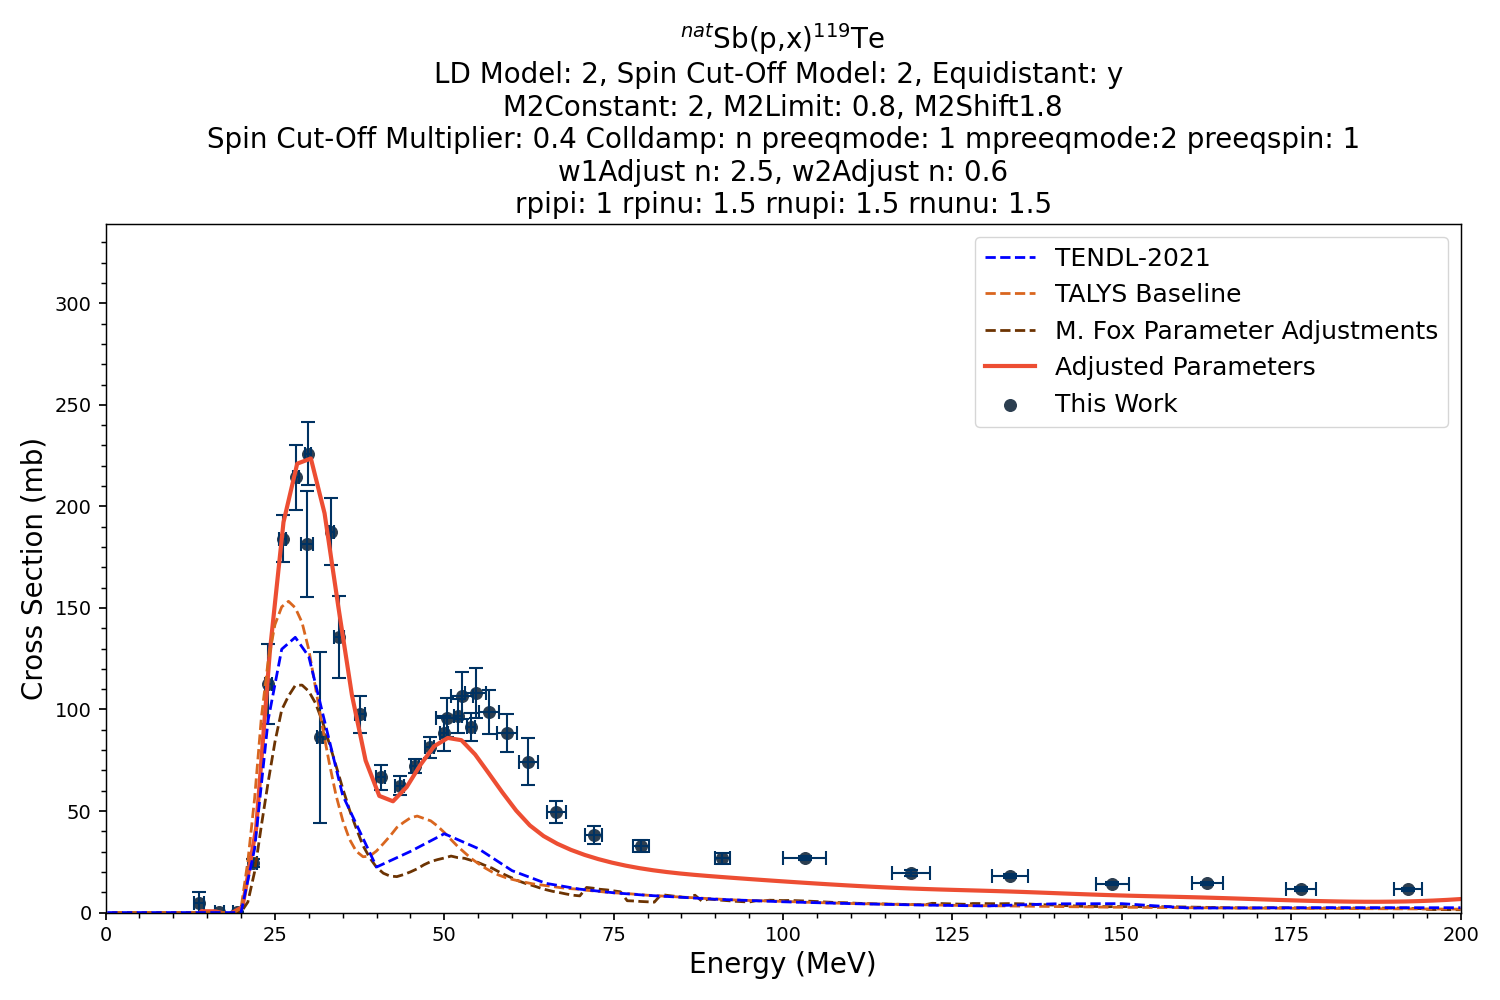 natSb(p,x)119Te
LD Model: 2, Spin Cut-Off Model: 2, Equidistant: y
M2Constant: 2, M2Limit: 0.8, M2Shift1.8
Spin Cut-Off Multiplier: 0.4 Colldamp: n preeqmode: 1 mpreeqmode:2 preeqspin: 1
w1Adjust n: 2.5, w2Adjust n: 0.6
rpipi: 1 rpinu: 1.5 rnupi: 1.5 rnunu: 1.5
TENDL-2021
TALYS Baseline
M. Fox Parameter Adjustments
Adjusted Parameters
This Work
Cross Section (mb)
300
250
200
150
100
50
0
0 25 50 75 100 125 150 175 200
Energy (MeV)